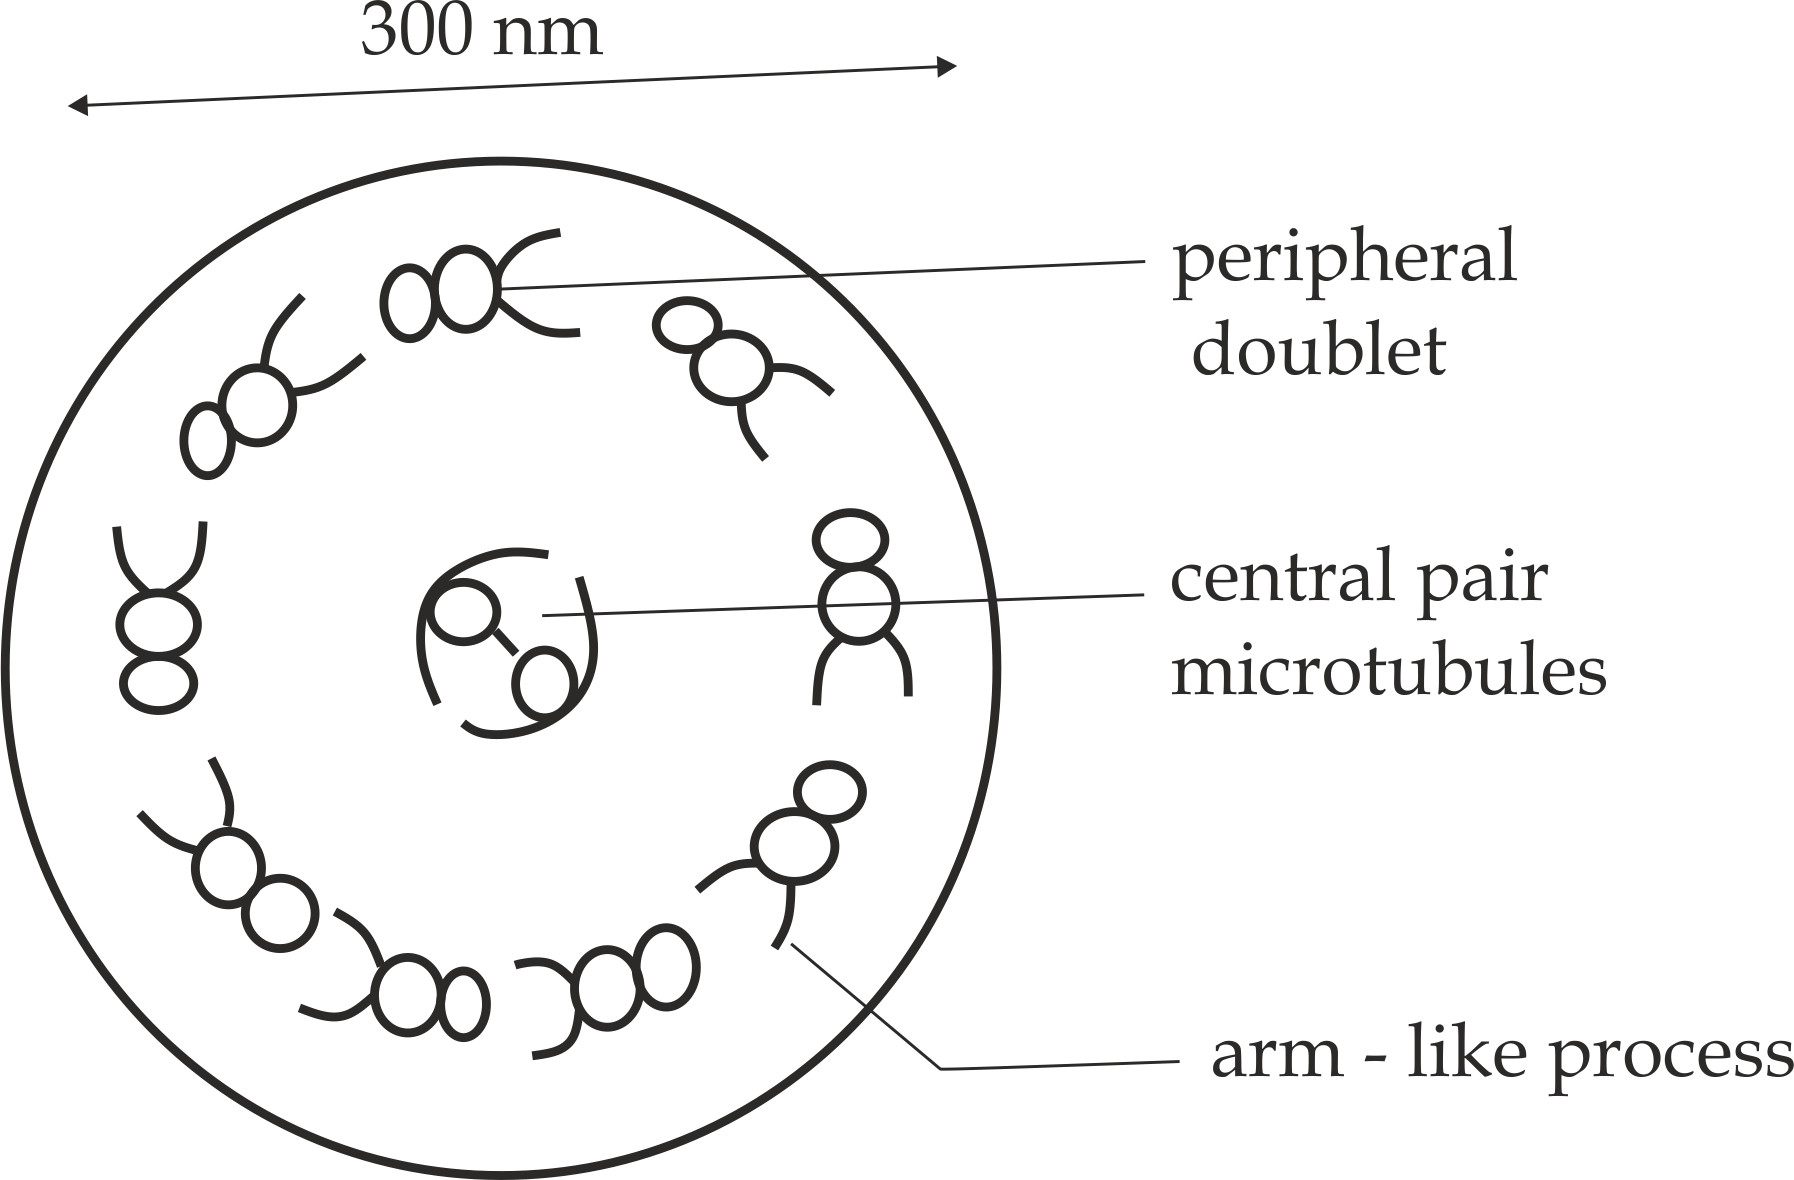 300 nm
peripheral
doublet
central pair
microtubules
arm - like process